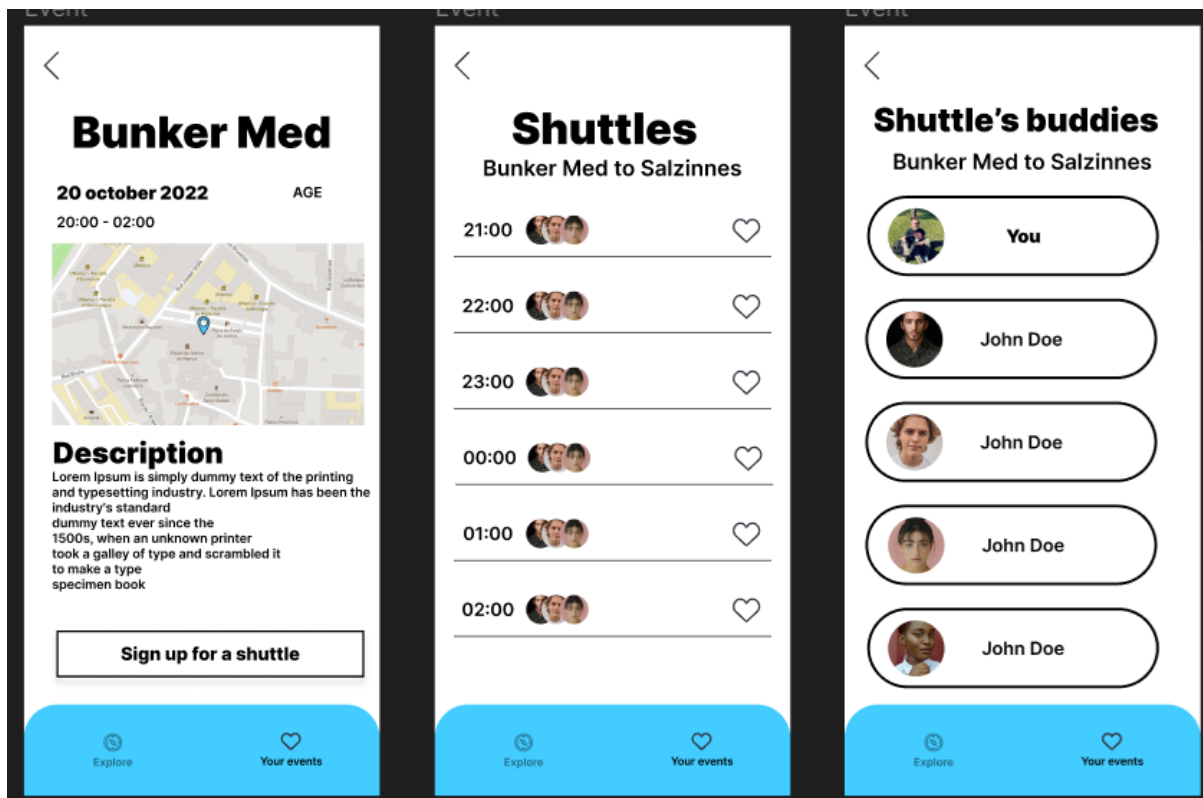 Event
Bunker Med
20 october 2022
AGE
20:00 - 02:00
Description
Lorem Ipsum is simply dummy text of the printing
and typesetting industry. Lorem Ipsum has been the
industry's standard
dummy text ever since the
1500s, when an unknown printer
took a galley of type and scrambled it
to make a type
specimen book
Sign up for a shuttle
Explore
Your events
Event
Shuttles
Bunker Med to Salzinnes
21:00
22:00
23:00
00:00
01:00
02:00
Explore
Your events
Event
Shuttle’s buddies
Bunker Med to Salzinnes
You
John Doe
John Doe
John Doe
John Doe
Explore
Your events